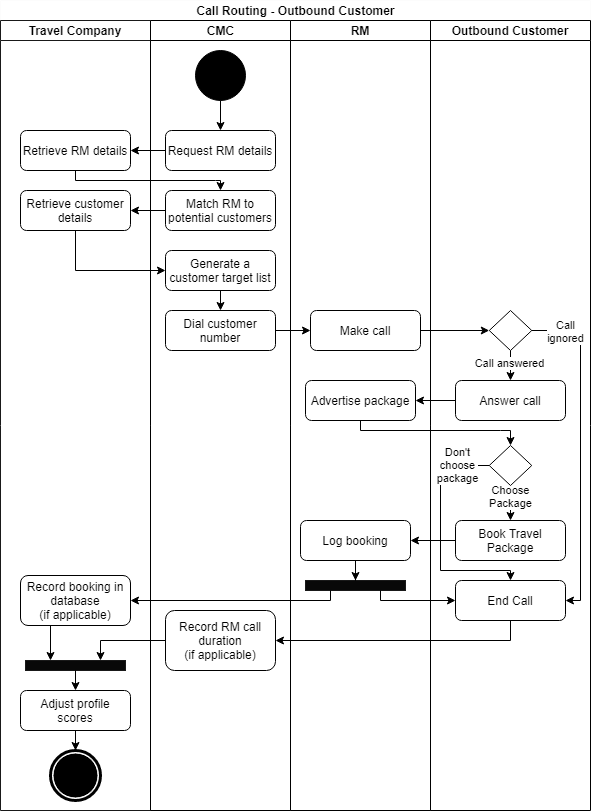 Call Routing - Outbound Customer
Travel Company
CMC
RM
Outbound Customer
Retrieve RM details
Request RM details
Retrieve customer
details
Match RM to
potential customers
Generate a
customer target list
Dial customer
number
Make call
Call
ignored
Call answered
Advertise package
Answer call
Don't
choose
package
Choose
Package
Log booking
Book Travel
Package
Record booking in
database
(if applicable)
End Call
Record RM call
duration
(if applicable)
Adjust profile
scores